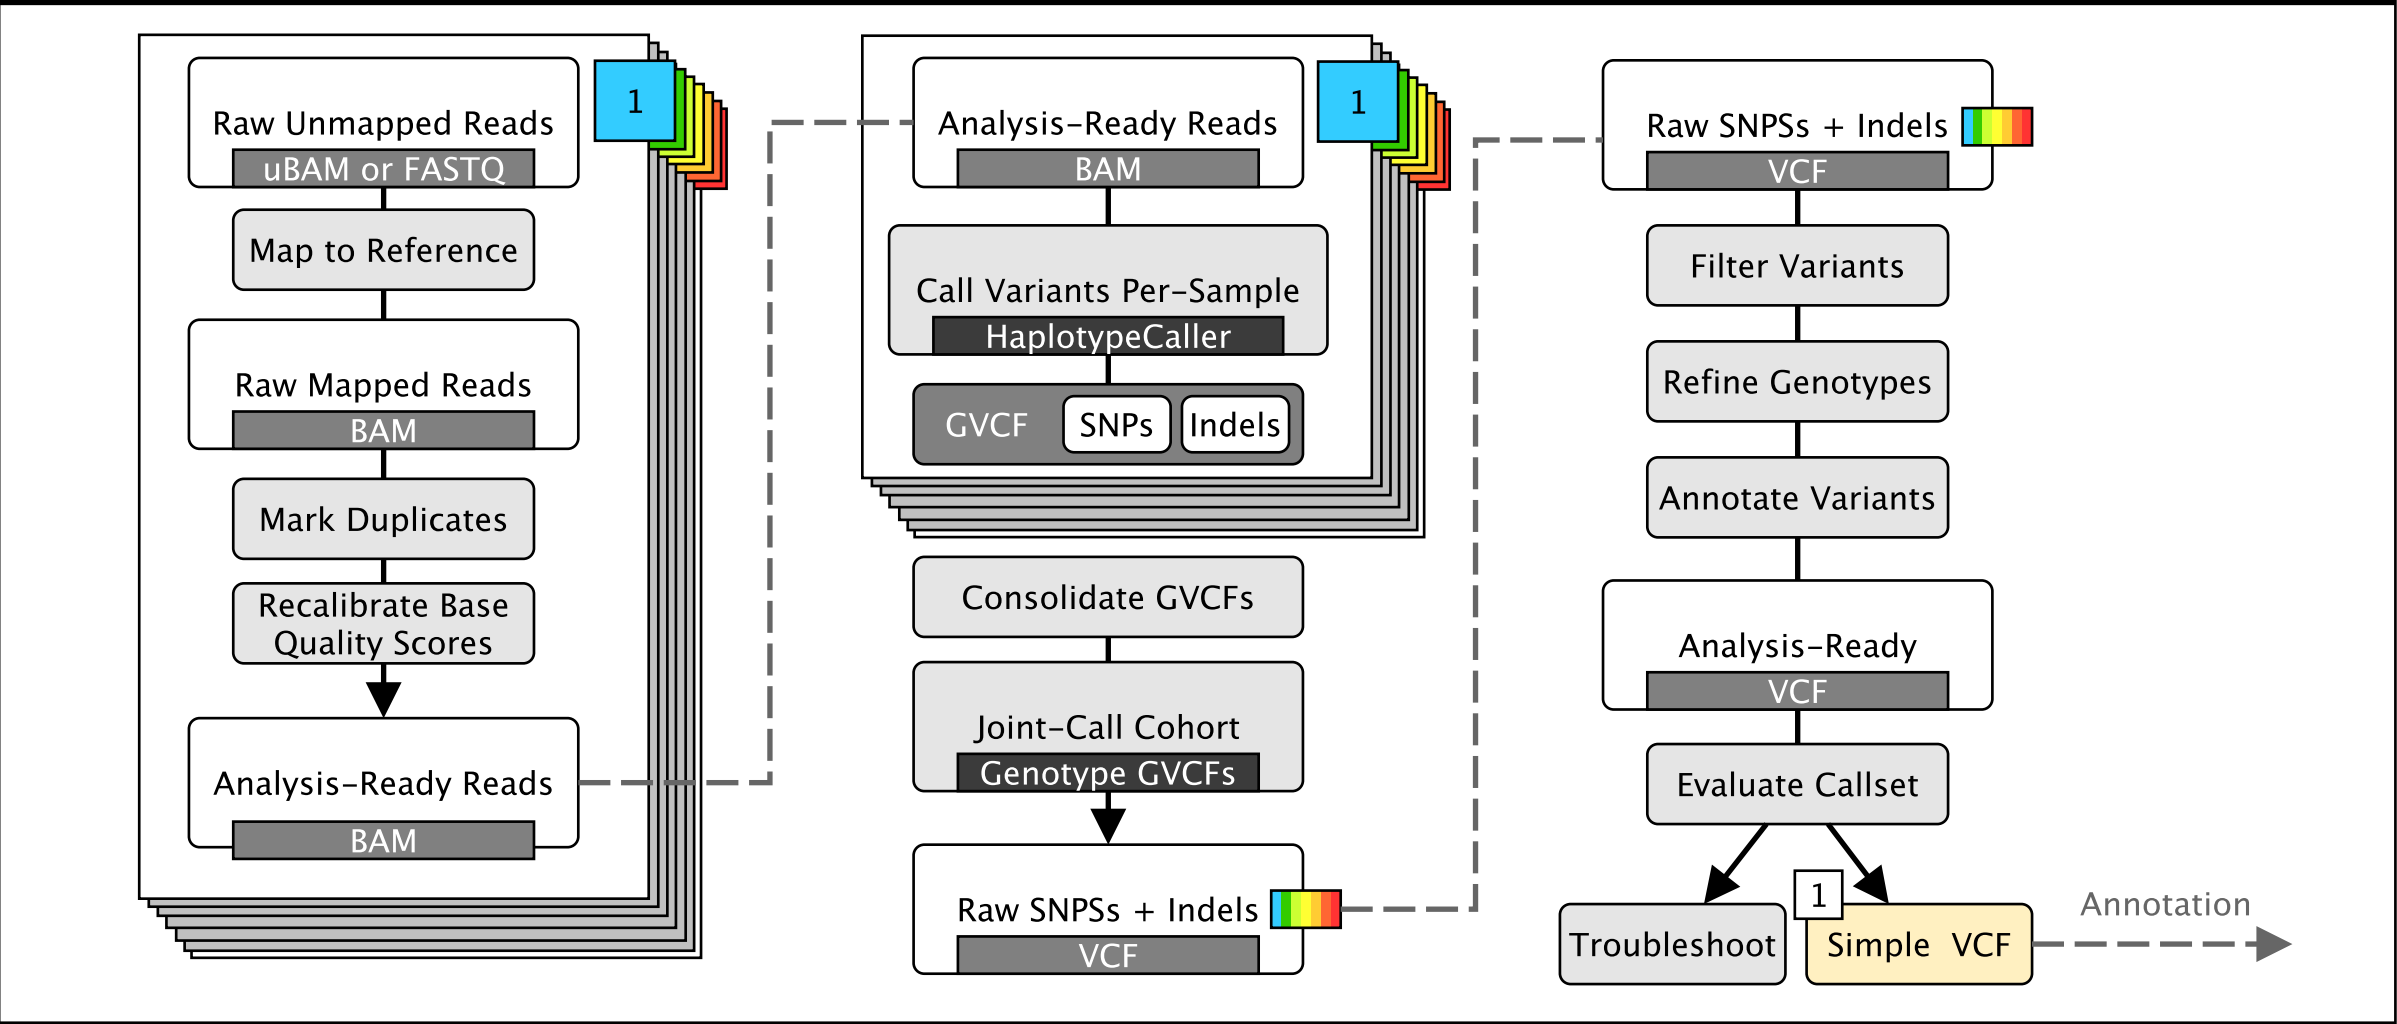 Raw Unmapped Reads
1
uBAM or FASTQ
Map to Reference
Raw Mapped Reads
BAM
Mark Duplicates
Recalibrate Base
Quality Scores
Analysis-Ready Reads
BAM
Analysis-Ready Reads
1
BAM
Call Variants Per-Sample
HaplotypeCaller
GVCF
SNPs
Indels
Consolidate GVCFs
Joint-Call Cohort
Genotype GVCFs
Raw SNPSs + Indels
VCF
Raw SNPSs + Indels
VCF
Filter Variants
Refine Genotypes
Annotate Variants
Analysis-Ready
VCF
Evaluate Callset
Troubleshoot
1
Simple VCF
Annotation